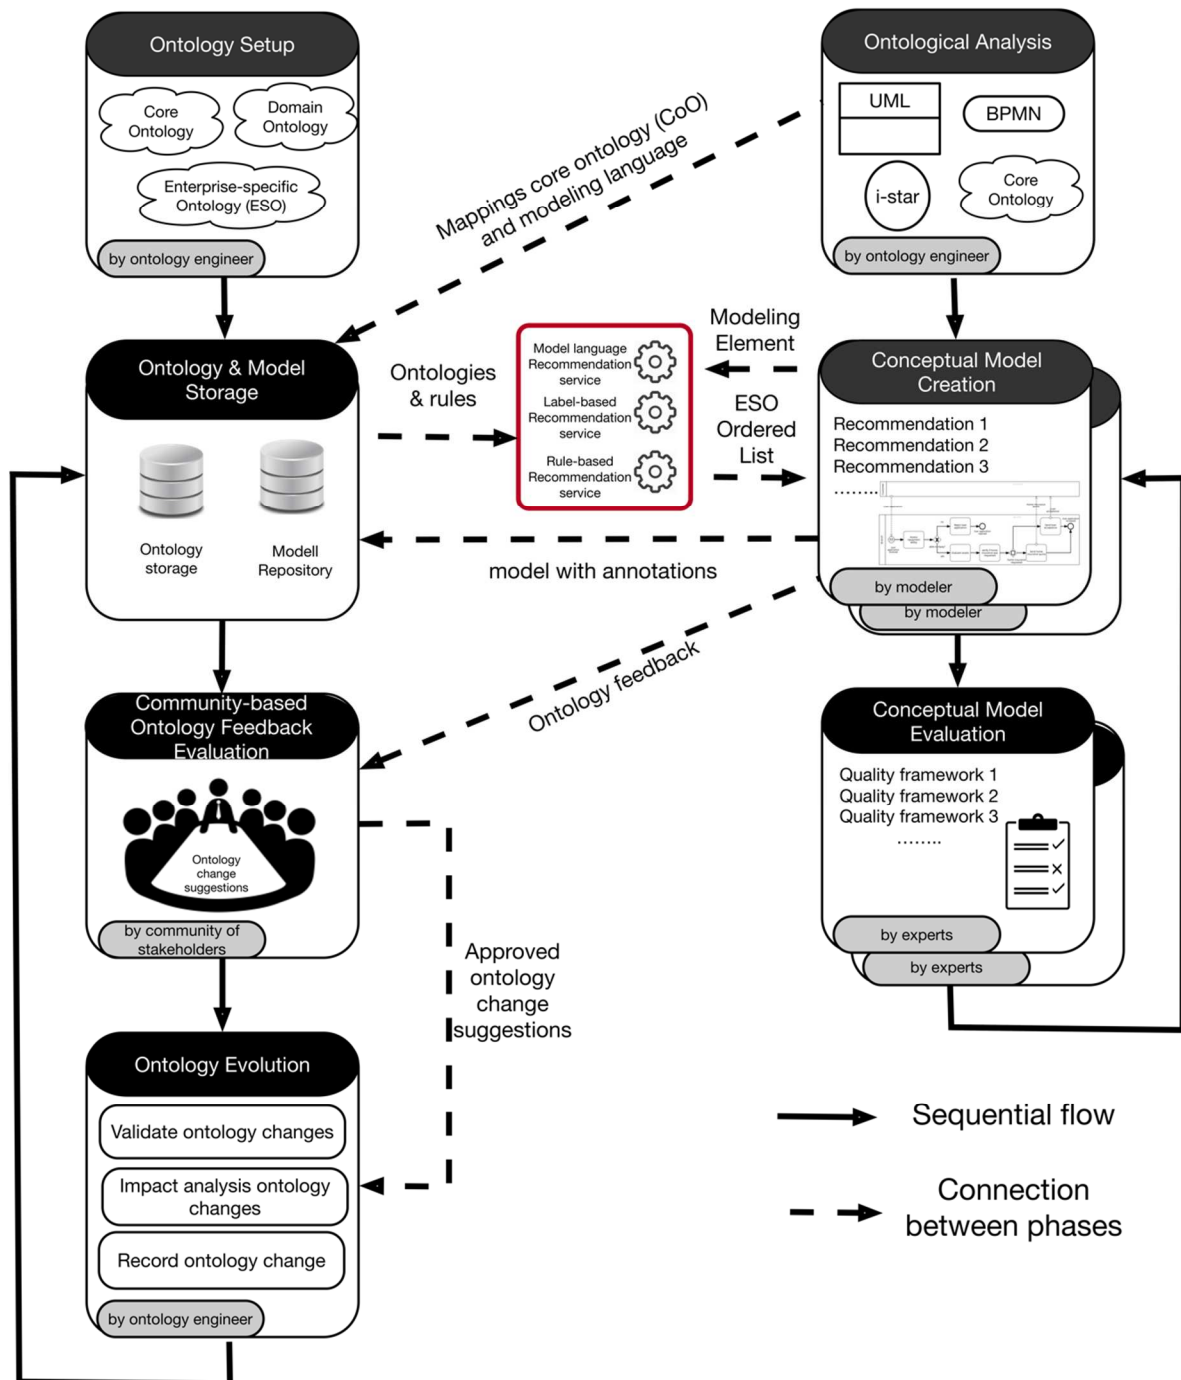 Ontology Setup
Core
Ontology
Domain
Ontology
Enterprise-specific
Ontology (ESO)
by ontology engineer
Ontological Analysis
UML
BPMN
i-star
Core
Ontology
by ontology engineer
Mappings core ontology (CoO)
and modeling language
Ontology & Model
Storage
Ontology
storage
Modell
Repository
Ontologies
& rules
Model language
Recommendation
service
Label-based
Recommendation
service
Rule-based
Recommendation
service
Modeling
Element
ESO
Ordered
List
Conceptual Model
Creation
Recommendation 1
Recommendation 2
Recommendation 3
........
by modeler
by modeler
model with annotations
Ontology feedback
Community-based
Ontology Feedback
Evaluation
Ontology
change
suggestions
by community of
stakeholders
Conceptual Model
Evaluation
Quality framework 1
Quality framework 2
Quality framework 3
........
by experts
by experts
Approved
ontology
change
suggestions
Ontology Evolution
Validate ontology changes
Impact analysis ontology
changes
Record ontology change
by ontology engineer
Sequential flow
Connection
between phases